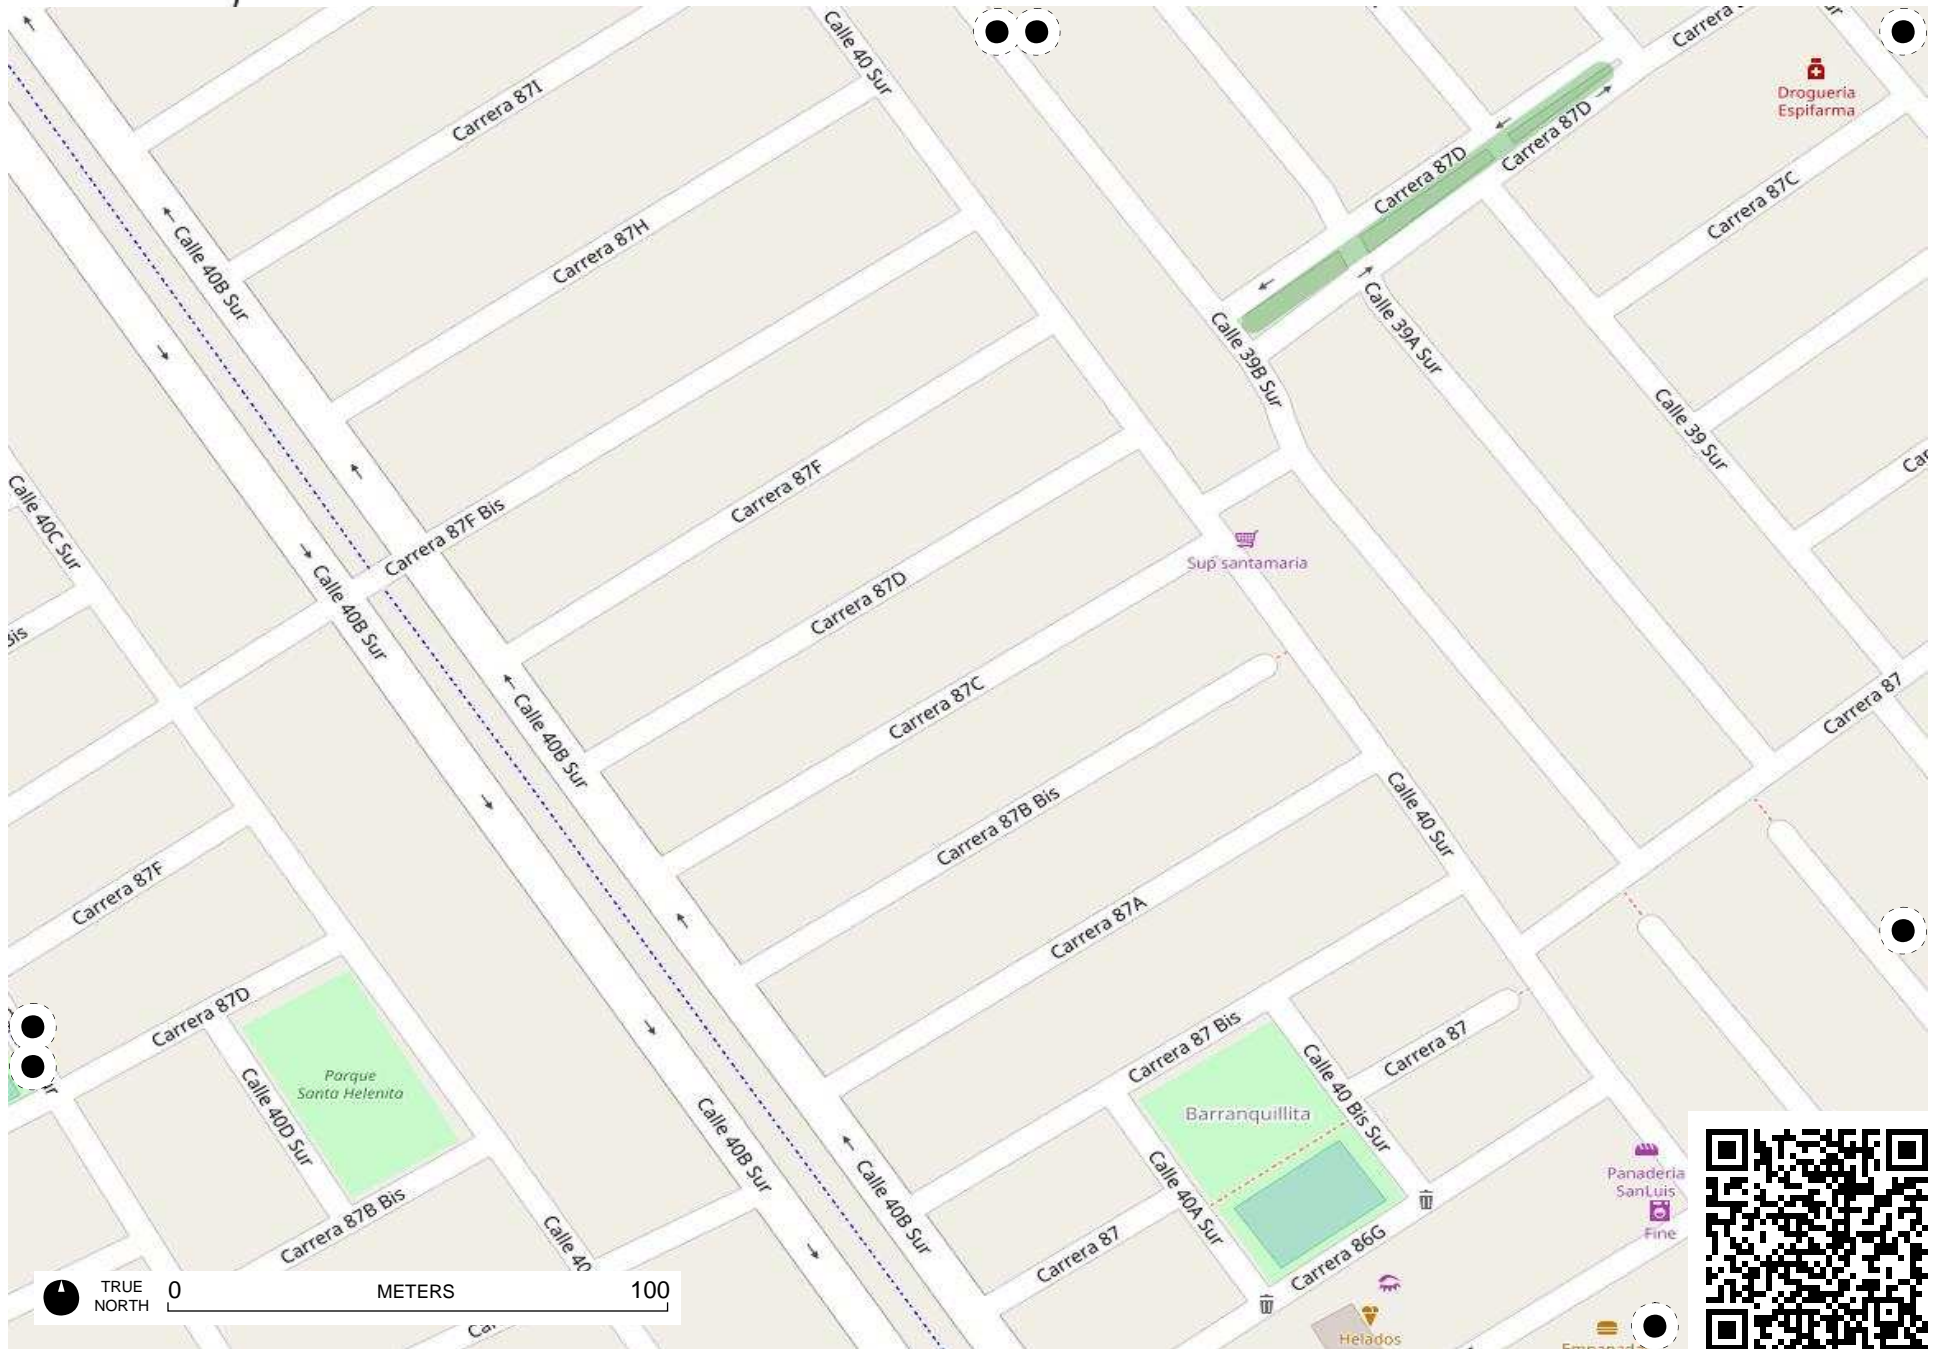 Calle 40 Sur
Carrera
Carrera 87I
Drogueria
Espifarma
Carrera 87D
Carrera 87D
Carrera 87C
Calle 40B Sur
Carrera 87H
Calle 39A Sur
Calle 39B Sur
Calle 39 Sur
Carrera 87F
Calle 40C Sur
Carrera 87F Bis
Sup santamaria
Calle 40B Sur
Carrera 87D
Bis
Carrera 87C
Carrera 87
Calle 40B Sur
Carrera 87B Bis
Calle 40 Sur
Carrera 87F
Carrera 87A
Carrera 87D
Carrera 87 Bis
Carrera 87
Parque
Santa Helenita
Calle 40D Sur
Calle 40B Sur
Barranquillita
Calle 40 Bis Sur
Calle 40A Sur
Calle 40B Sur
Panaderia
SanLuis
Fine
Carrera 87B Bis
Calle 40
Carrera 87
Carrera 86G
TRUE
NORTH
0 METERS 100
Helados